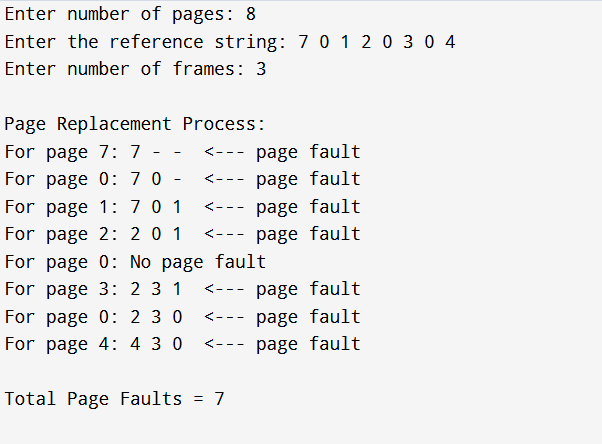 Enter number of pages: 8
Enter the reference string: 7 0 1 2 0 3 0 4
Enter number of frames: 3
Page Replacement Process:
For page 7: 7 - -  <--- page fault
For page 0: 7 0 -  <--- page fault
For page 1: 7 0 1  <--- page fault
For page 2: 2 0 1  <--- page fault
For page 0: No page fault
For page 3: 2 3 1  <--- page fault
For page 0: 2 3 0  <--- page fault
For page 4: 4 3 0  <--- page fault
Total Page Faults = 7